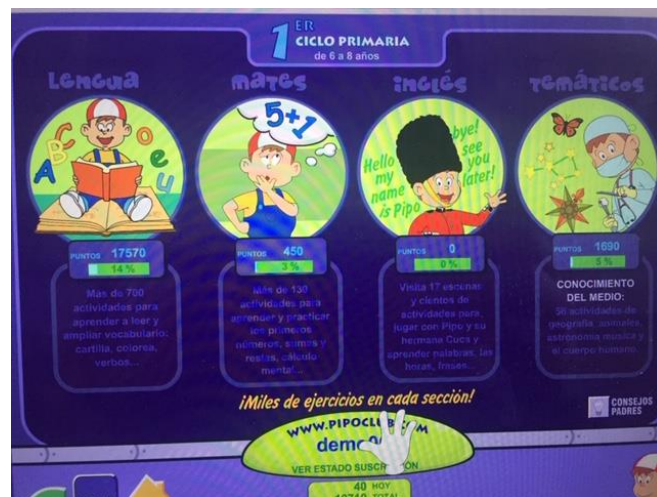 1 ER
CICLO PRIMARIA
de 6 a 8 años
Lengua
A B C O e u
PUNTOS 17570
14 %
Más de 700
actividades para
aprender a leer y
ampliar vocabulario:
cartilla, colorea,
verbos...
mates
5+1
PUNTOS 450
3 %
Más de 130
actividades para
aprender y practicar
los primeros
números, sumas y
restas, cálculo
mental...
inglés
Hello
my
name
is Pipo
bye!
see
you
later!
PUNTOS 0
0 %
Visita 17 escenas
y cientos de
actividades para
jugar con Pipo y su
hermana Cucu y
aprender palabras, las
horas, frases...
temáticos
PUNTOS 1690
5 %
CONOCIMIENTO
DEL MEDIO:
56 actividades de
geografía, animales,
astronomía, música y
el cuerpo humano.
¡Miles de ejercicios en cada sección!
CONSEJOS
PADRES
VER ESTADO
40 HOY
TOTAL